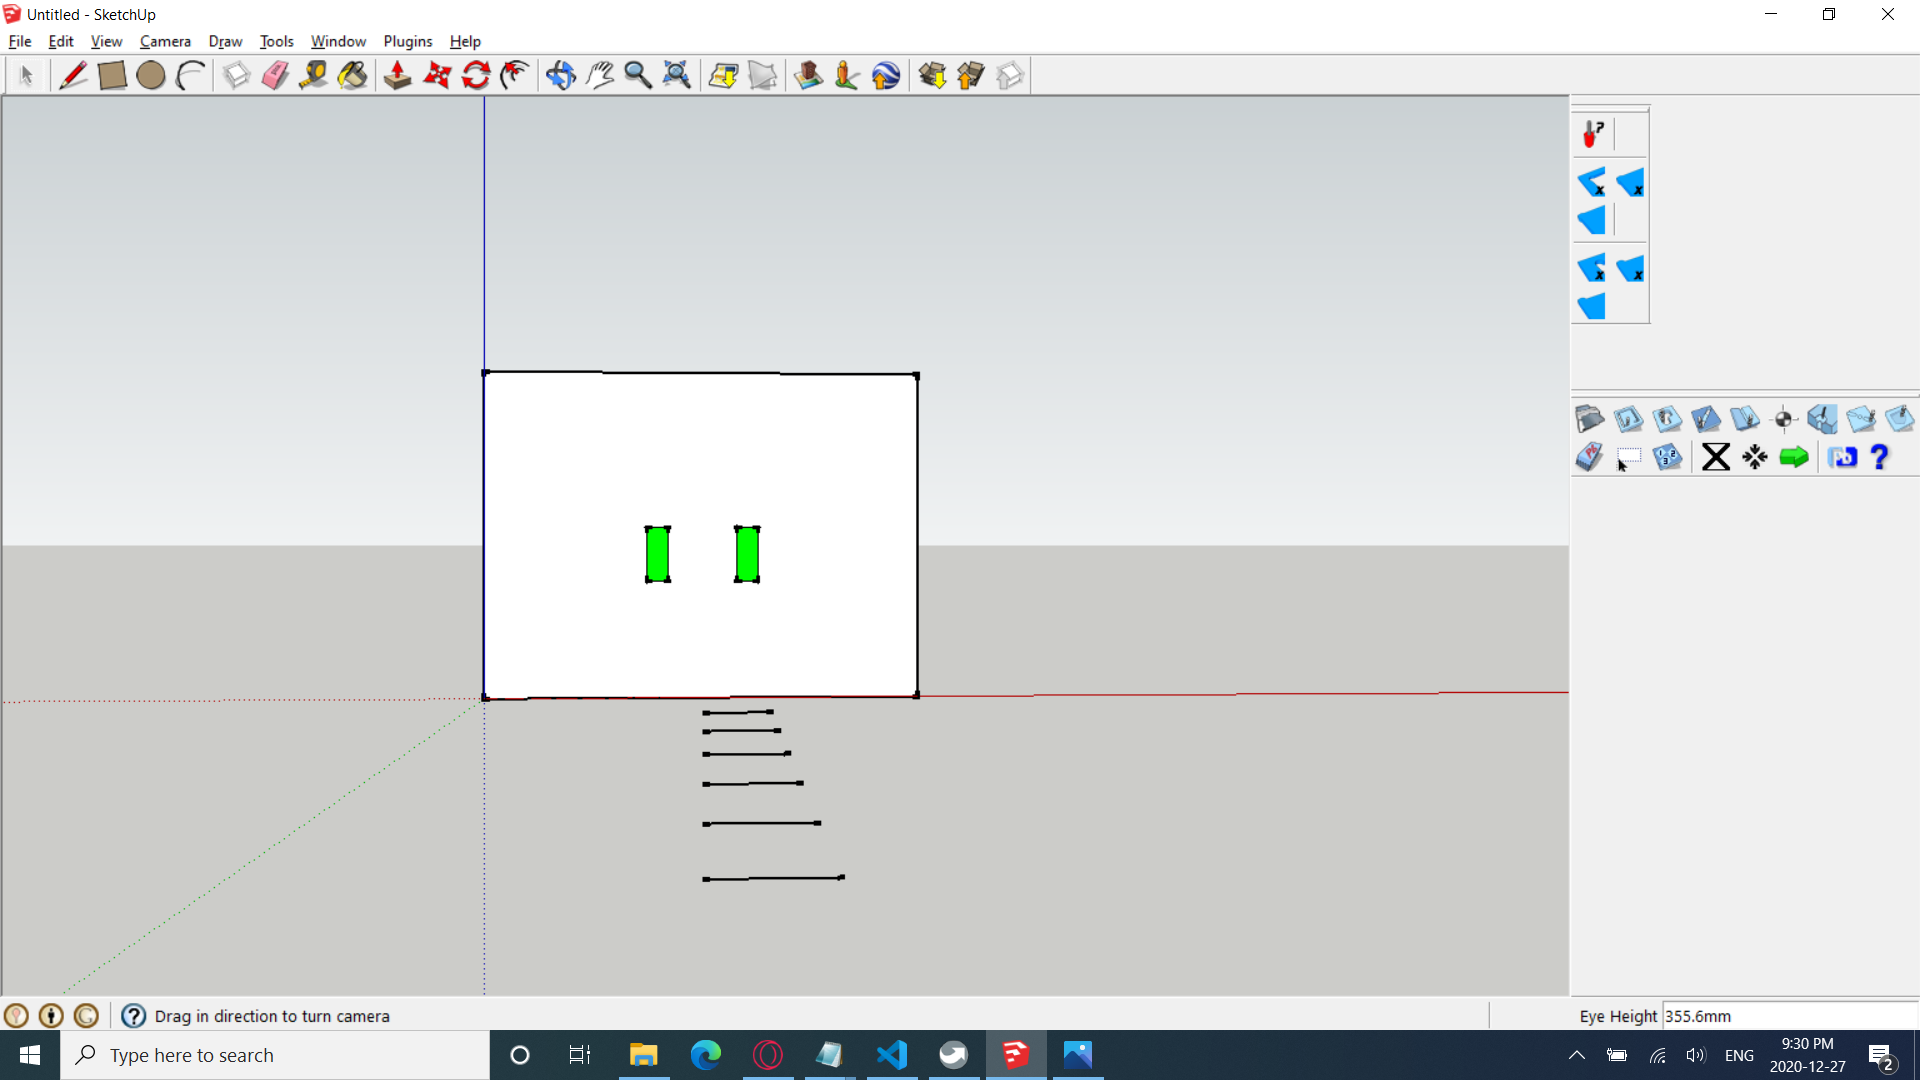 Untitled - SketchUp
File Edit View Camera Draw Tools Window Plugins Help
Drag in direction to turn camera
Eye Height 355.6mm
Type here to search
ENG
9:30 PM
2020-12-27
2